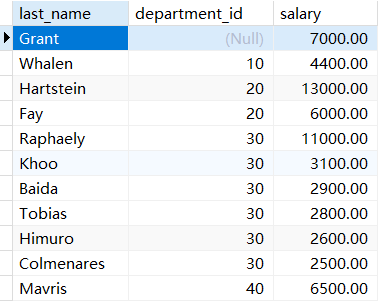 last_name department_id salary
Grant (Null) 7000.00
Whalen 10 4400.00
Hartstein 20 13000.00
Fay 20 6000.00
Raphaely 30 11000.00
Khoo 30 3100.00
Baida 30 2900.00
Tobias 30 2800.00
Himuro 30 2600.00
Colmenares 30 2500.00
Mavris 40 6500.00